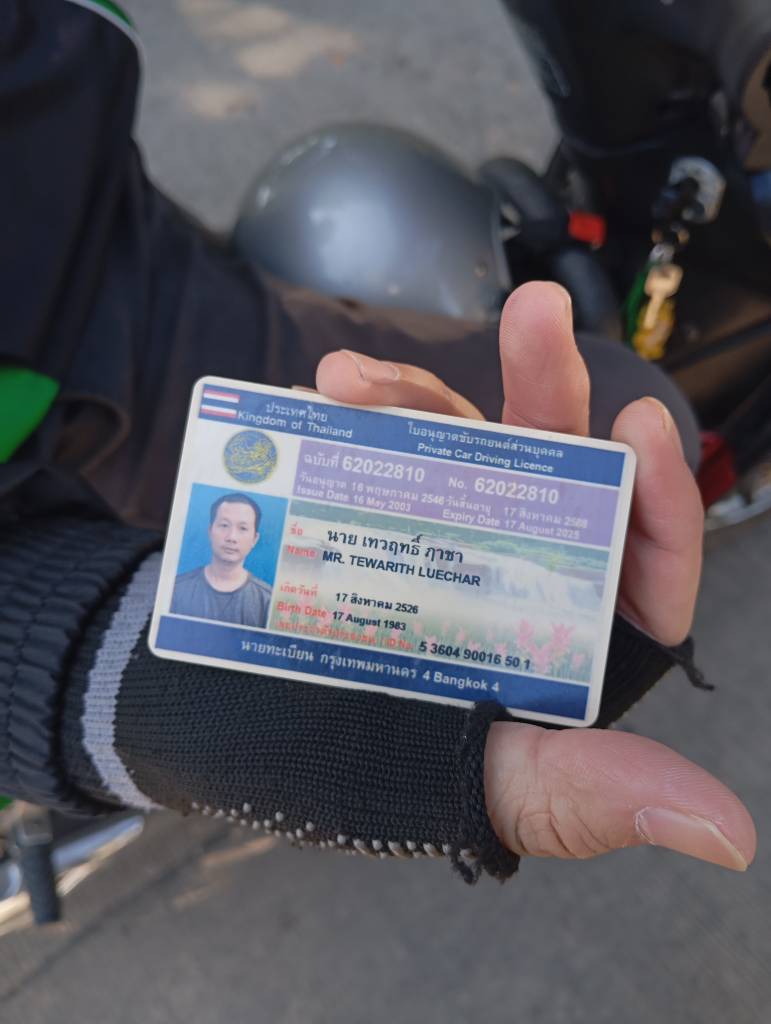 ประเทศไทย
Kingdom of Thailand
ใบอนุญาตขับรถยนต์ส่วนบุคคล
Private Car Driving Licence
ฉบับที่ 62022810 No. 62022810
วันอนุญาต 16 พฤษภาคม 2546 วันสิ้นอายุ 17 สิงหาคม 2568
Issue Date 16 May 2003 Expiry Date 17 August 2025
ชื่อ นาย เทวฤทธิ์ ภาชา
Name MR. TEWARITH LUECHAR
เกิดวันที่ 17 สิงหาคม 2526
Birth Date 17 August 1983
ID No. 5 3604 90016 50 1
นายทะเบียน กรุงเทพมหานคร 4 Bangkok 4